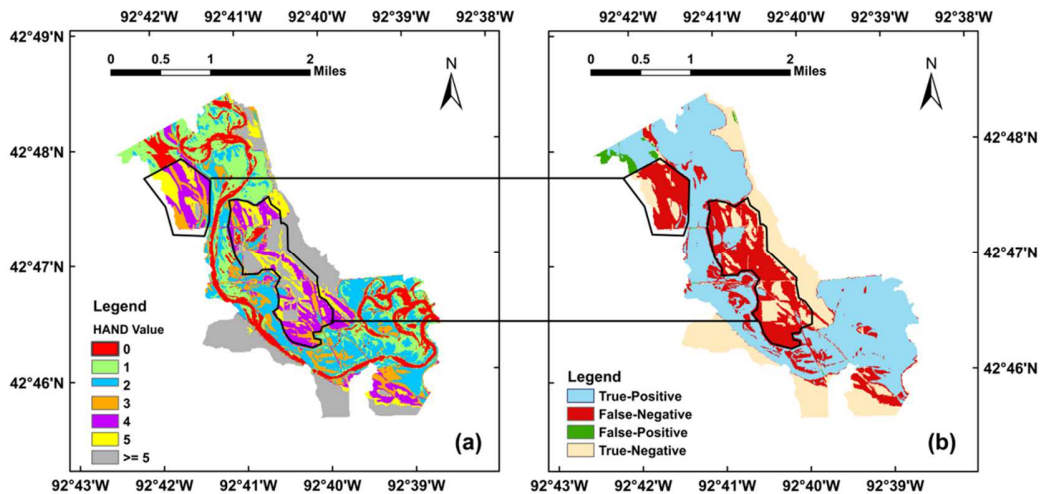 92°42'W 92°41'W 92°40'W 92°39'W 92°42'W 92°41'W 92°40'W 92°39'W 92°38'W
42°49'N
0 0.5 1 2
Miles
N
0 0.5 1 2
Miles
N
42°48'N
42°48'N
42°47'N
42°47'N
42°46'N
42°46'N
Legend
HAND Value
0
1
2
3
4
5
>= 5
(a)
Legend
True-Positive
False-Negative
False-Positive
True-Negative
(b)
92°43'W 92°42'W 92°41'W 92°40'W 92°39'W 92°43'W 92°42'W 92°41'W 92°40'W 92°39'W